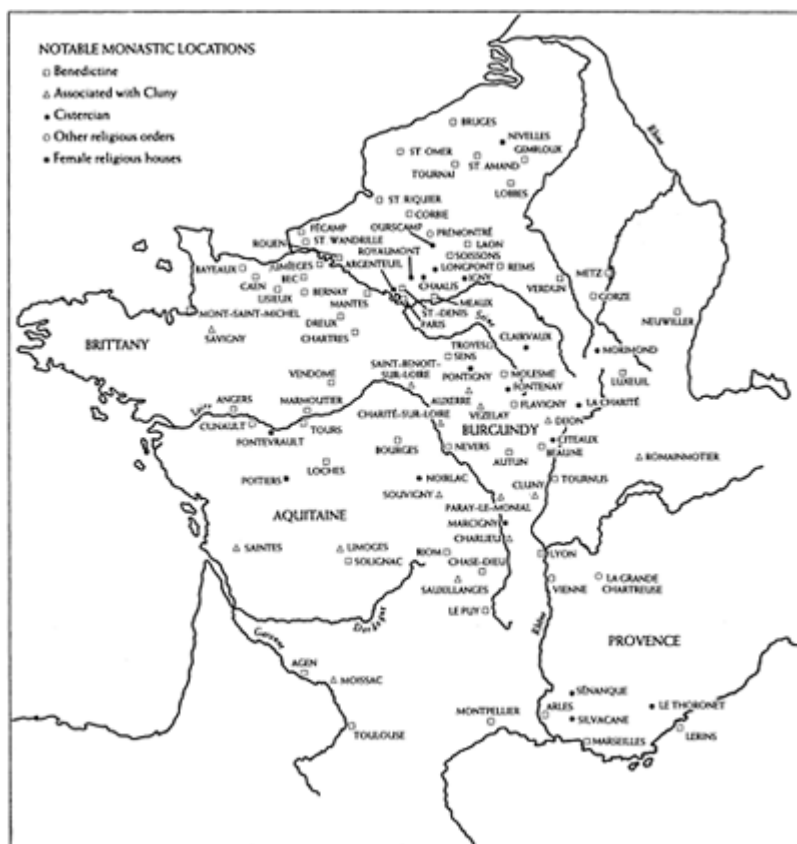 NOTABLE MONASTIC LOCATIONS
Benedictine
Associated with Cluny
Cistercian
Other religious orders
Female religious houses
BRUGES
NIVELLES
GEMBLOUX
ST OMER
ST AMAND
TOURNAI
LOBBES
Rhine
ST RIQUIER
CORBIE
OURSCAMP
PRÉMONTRÉ
FÉCAMP
ROUEN
ST WANDRILLE
LAON
ROYAUMONT
SOISSONS
JUMIÈGES
ARGENTEUIL
LONGPONT
REIMS
BAYEAUX
BEC
CHAALIS
IGNY
VERDUN
METZ
CAEN
LISIEUX
BERNAY
MANTES
MEAUX
GORZE
MONT-SAINT-MICHEL
ST-DENIS
PARIS
Seine
NEUWILLER
DREUX
BRITTANY
SAVIGNY
CHARTRES
TROYES
CLAIRVAUX
MORIMOND
SENS
SAINT-BENOIT-
SUR-LOIRE
PONTIGNY
MOLESME
LUXEUIL
VENDOME
FONTENAY
AUXERRE
VEZELAY
FLAVIGNY
LA CHARITÉ
ANGERS
Loire
MARMOUTIER
CHARITÉ-SUR-LOIRE
DIJON
CUNAULT
TOURS
BURGUNDY
CITEAUX
FONTEVRAULT
BOURGES
NEVERS
BEAUNE
AUTUN
ROMAINMOTIER
LOCHES
POITIERS
NOIRLAC
CLUNY
TOURNUS
SOUVIGNY
PARAY-LE-MONIAL
AQUITAINE
MARCIGNY
CHARLIEU
SAINTES
LIMOGES
RIOM
LYON
SOLIGNAC
CHASE-DIEU
VIENNE
LA GRANDE
CHARTREUSE
SAUXILLANGES
LE PUY
Dordogne
Rhône
Garonne
PROVENCE
AGEN
MOISSAC
SÉNANQUE
ARLES
LE THORONET
MONTPELLIER
SILVACANE
TOULOUSE
MARSEILLES
LERINS